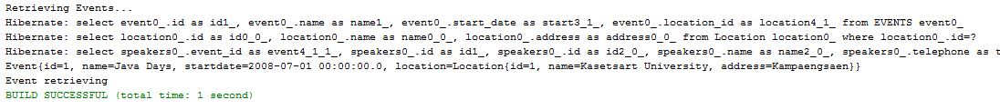 Retrieving Events...
Hibernate: select event0_.id as id1_, event0_.name as name1_, event0_.start_date as start3_1_, event0_.location_id as location4_1_ from EVENTS event0_
Hibernate: select location0_.id as id0_0_, location0_.name as name0_0_, location0_.address as address0_0_ from Location location0_ where location0_.id=?
Hibernate: select speakers0_.event_id as event4_1_1_, speakers0_.id as id1_, speakers0_.id as id2_0_, speakers0_.name as name2_0_, speakers0_.telephone as t
Event{id=1, name=Java Days, startdate=2008-07-01 00:00:00.0, location=Location{id=1, name=Kasetsart University, address=Kampaengsaen}}
Event retrieving
BUILD SUCCESSFUL (total time: 1 second)